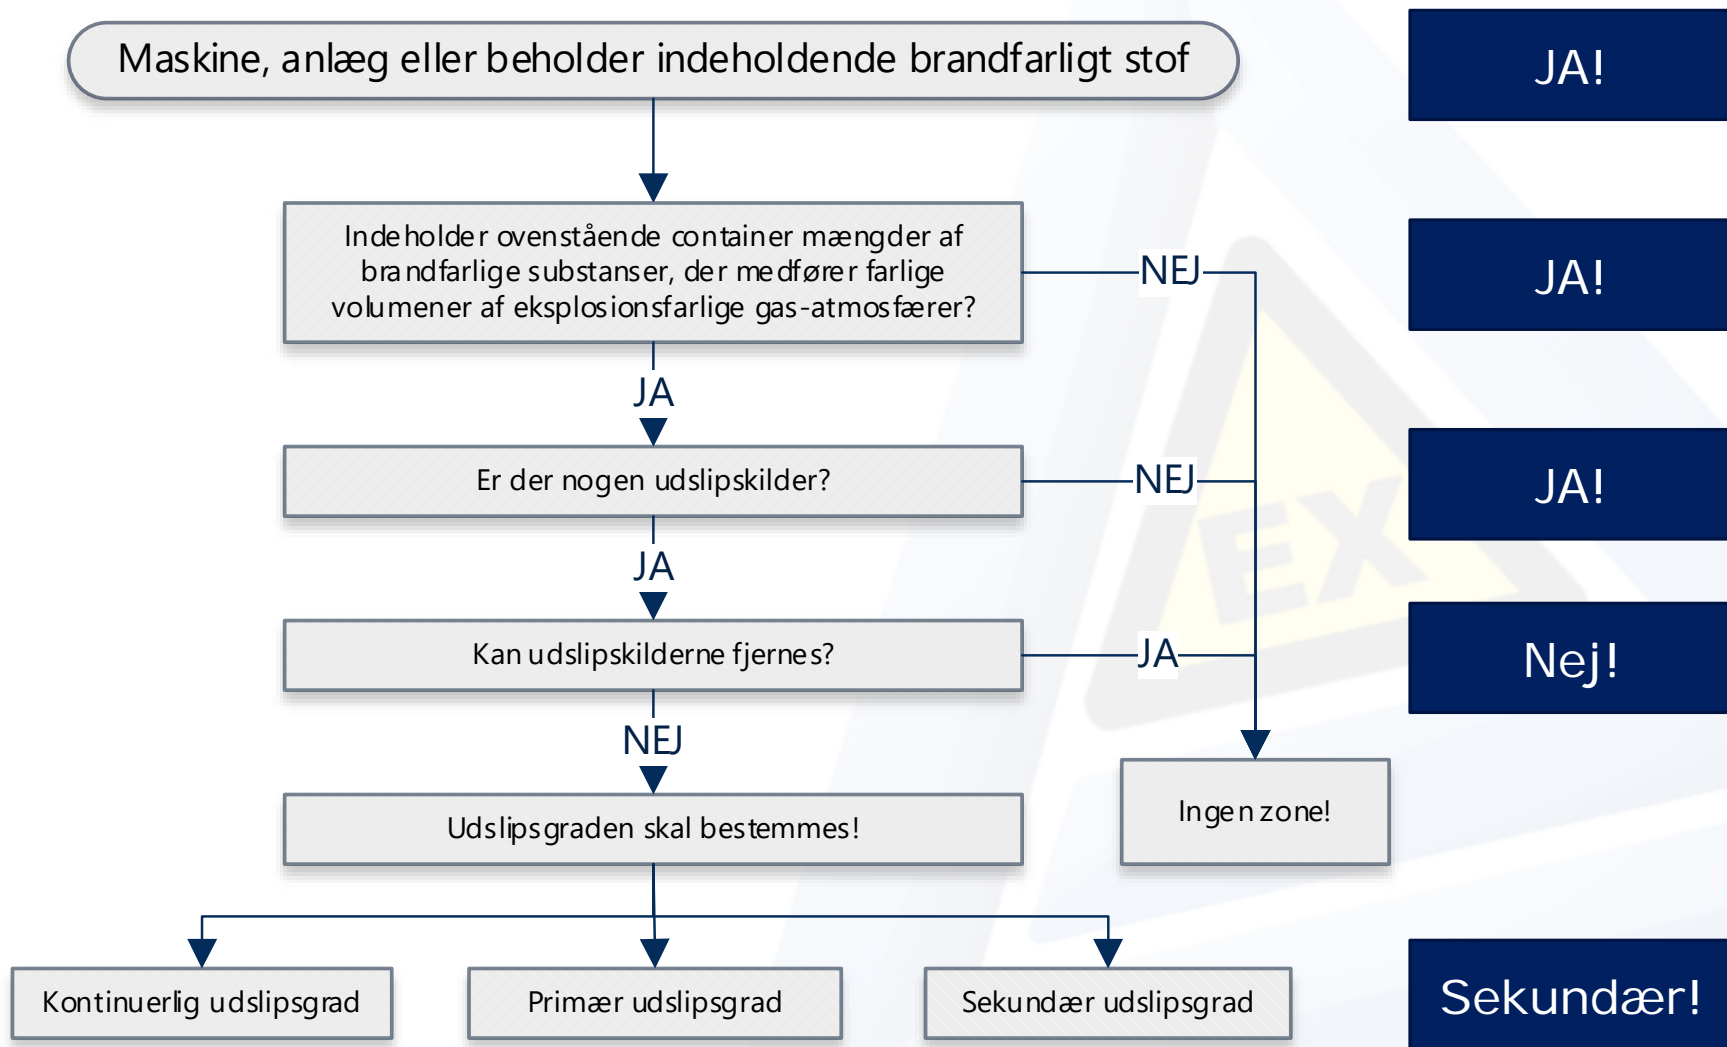 Maskine, anlæg eller beholder indeholdende brandfarligt stof
JA!
Indeholder ovenstående container mængder af
brandfarlige substanser, der medfører farlige
volumener af eksplosionsfarlige gas-atmosfærer?
NEJ
JA!
JA
Er der nogen udslipskilder?
NEJ
JA!
JA
Kan udslipskilderne fjernes?
JA
Nej!
NEJ
Udslipsgraden skal bestemmes!
Ingen zone!
Kontinuerlig udslipsgrad
Primær udslipsgrad
Sekundær udslipsgrad
Sekundær!
EX